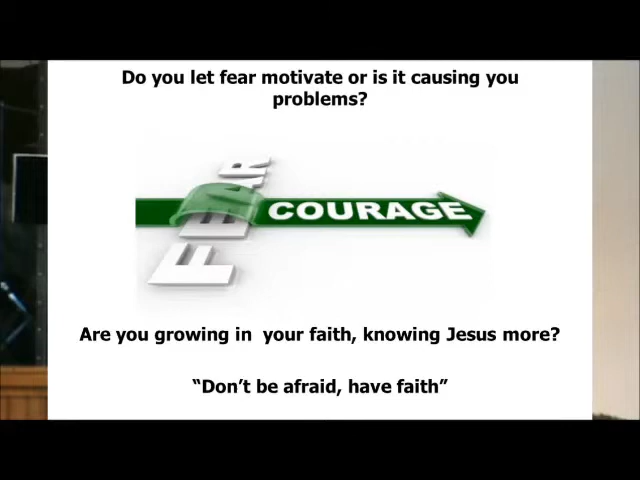 Do you let fear motivate or is it causing you
problems?
FEAR
COURAGE
Are you growing in  your faith, knowing Jesus more?
“Don’t be afraid, have faith”